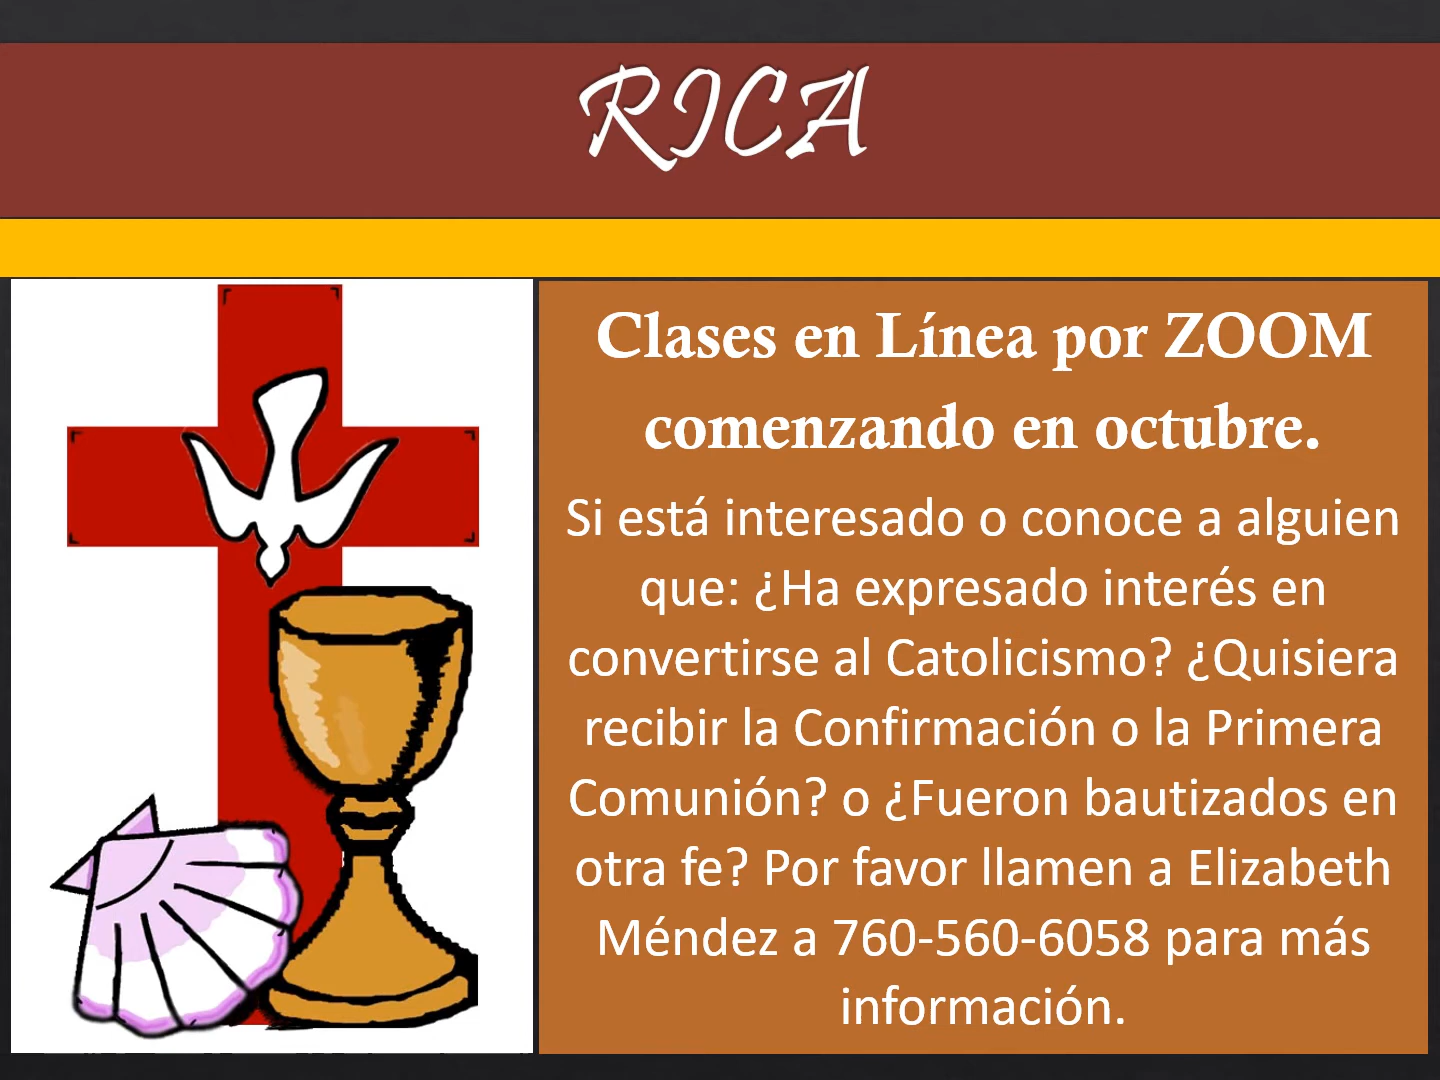 RICA
Clases en Línea por ZOOM
comenzando en octubre.
Si está interesado o conoce a alguien
que: ¿Ha expresado interés en
convertirse al Catolicismo? ¿Quisiera
recibir la Confirmación o la Primera
Comunión? o ¿Fueron bautizados en
otra fe? Por favor llamen a Elizabeth
Méndez a 760-560-6058 para más
información.